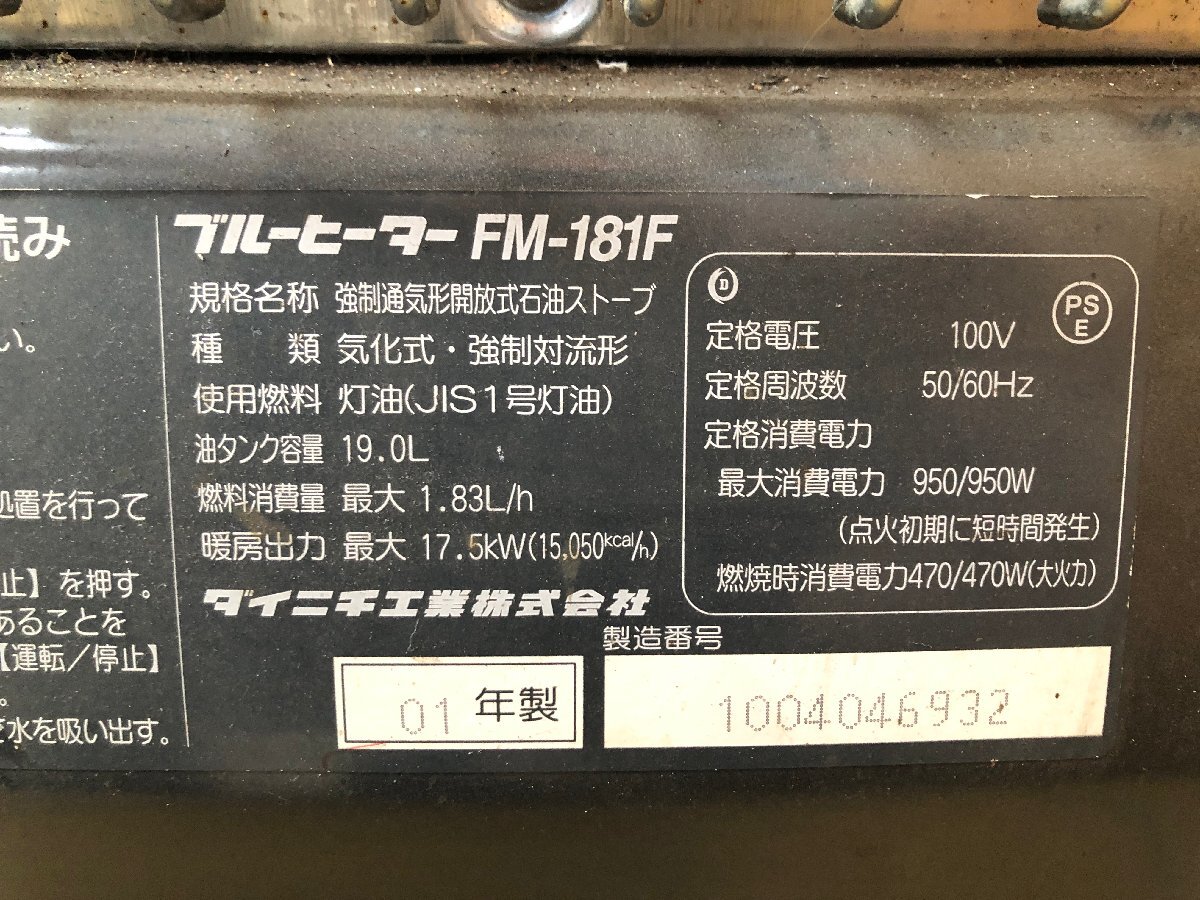 読み
い。
処置を行って
止】を押す。
あることを
【運転／停止】
。
水を吸い出す。
ブルーヒーター FM-181F
規格名称 強制通気形開放式石油ストーブ
種 類 気化式・強制対流形
使用燃料 灯油(JIS1号灯油)
油タンク容量 19.0L
燃料消費量 最大 1.83L/h
暖房出力 最大 17.5kW(15,050kcal/h)
ダイニチ工業株式会社
01 年製
D
PS
E
定格電圧 100V
定格周波数 50/60Hz
定格消費電力
最大消費電力 950/950W
(点火初期に短時間発生)
燃焼時消費電力470/470W(大火力)
製造番号
1004046932